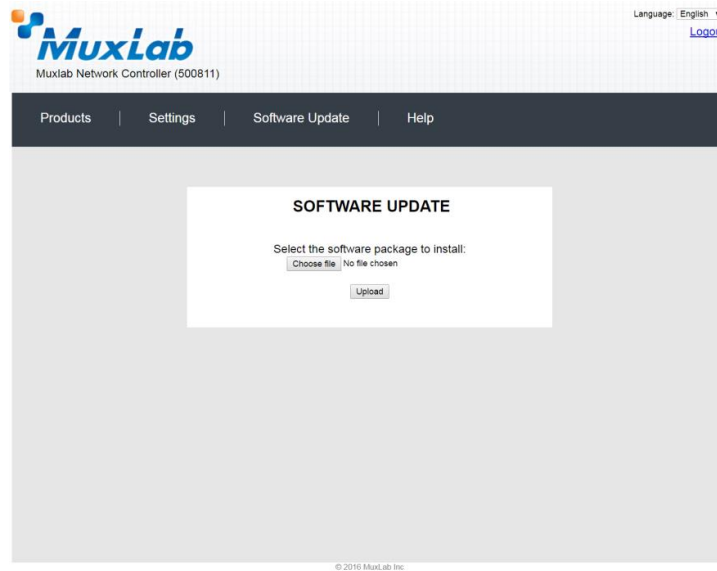 Language: English
Logou
MuxLab
Muxlab Network Controller (500811)
Products | Settings | Software Update | Help
SOFTWARE UPDATE
Select the software package to install:
Choose file No file chosen
Upload
© 2016 MuxLab Inc